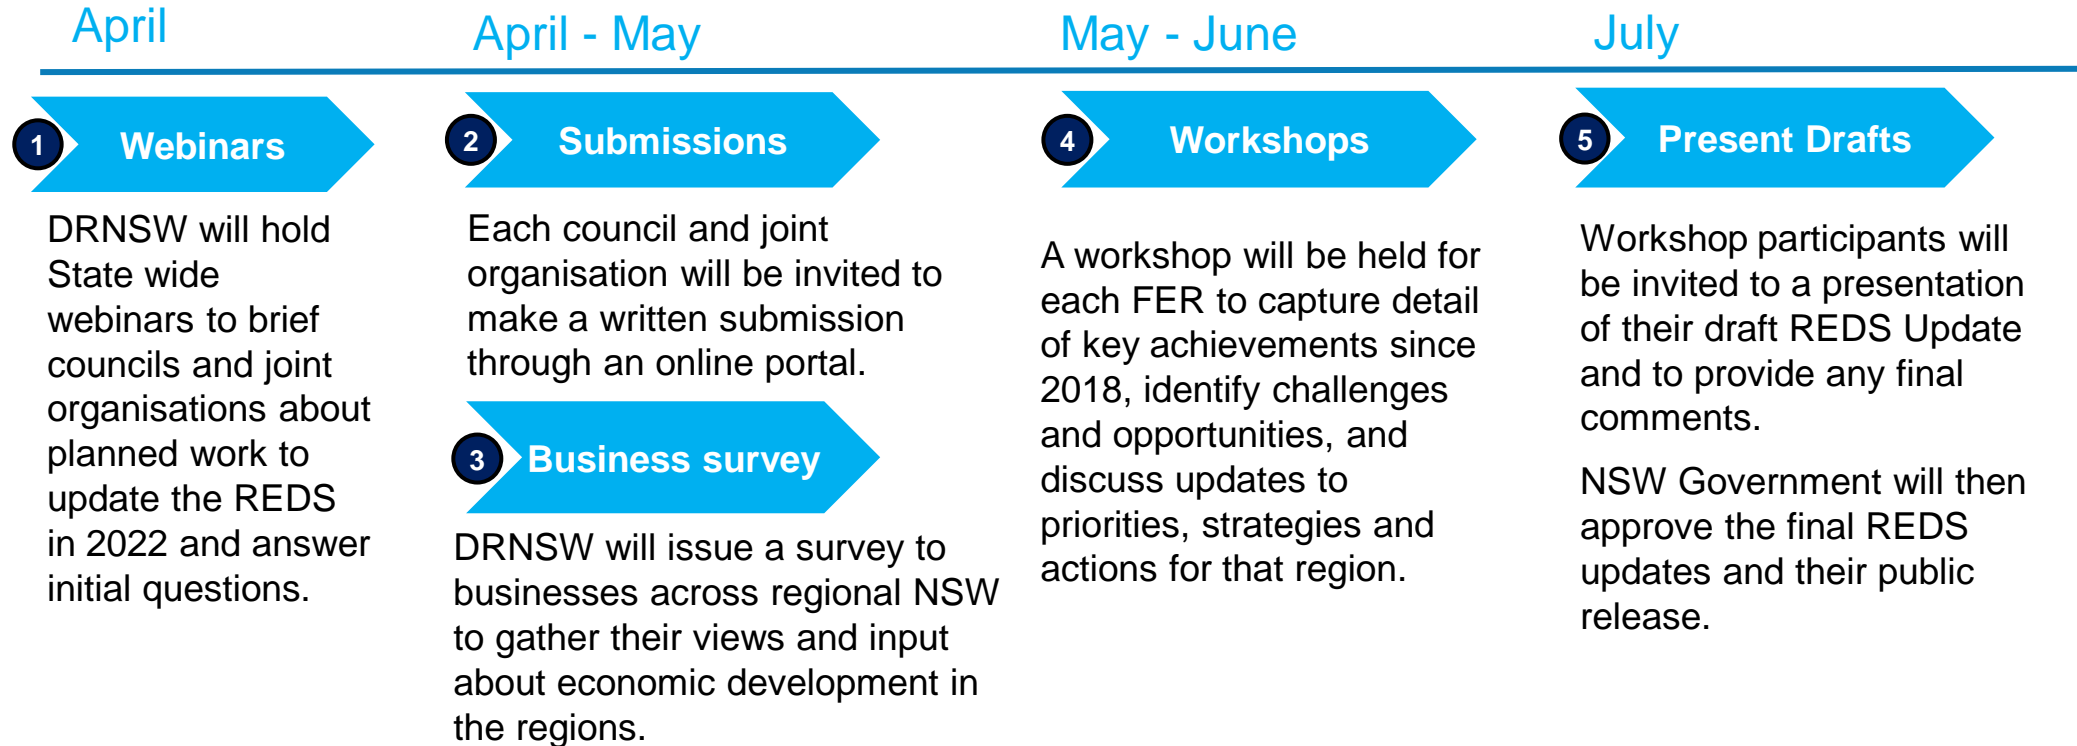 April
April - May
May - June
July
1
Webinars
DRNSW will hold
State wide
webinars to brief
councils and joint
organisations about
planned work to
update the REDS
in 2022 and answer
initial questions.
2
Submissions
Each council and joint
organisation will be invited to
make a written submission
through an online portal.
3
Business survey
DRNSW will issue a survey to
businesses across regional NSW
to gather their views and input
about economic development in
the regions.
4
Workshops
A workshop will be held for
each FER to capture detail
of key achievements since
2018, identify challenges
and opportunities, and
discuss updates to
priorities, strategies and
actions for that region.
5
Present Drafts
Workshop participants will
be invited to a presentation
of their draft REDS Update
and to provide any final
comments.
NSW Government will then
approve the final REDS
updates and their public
release.